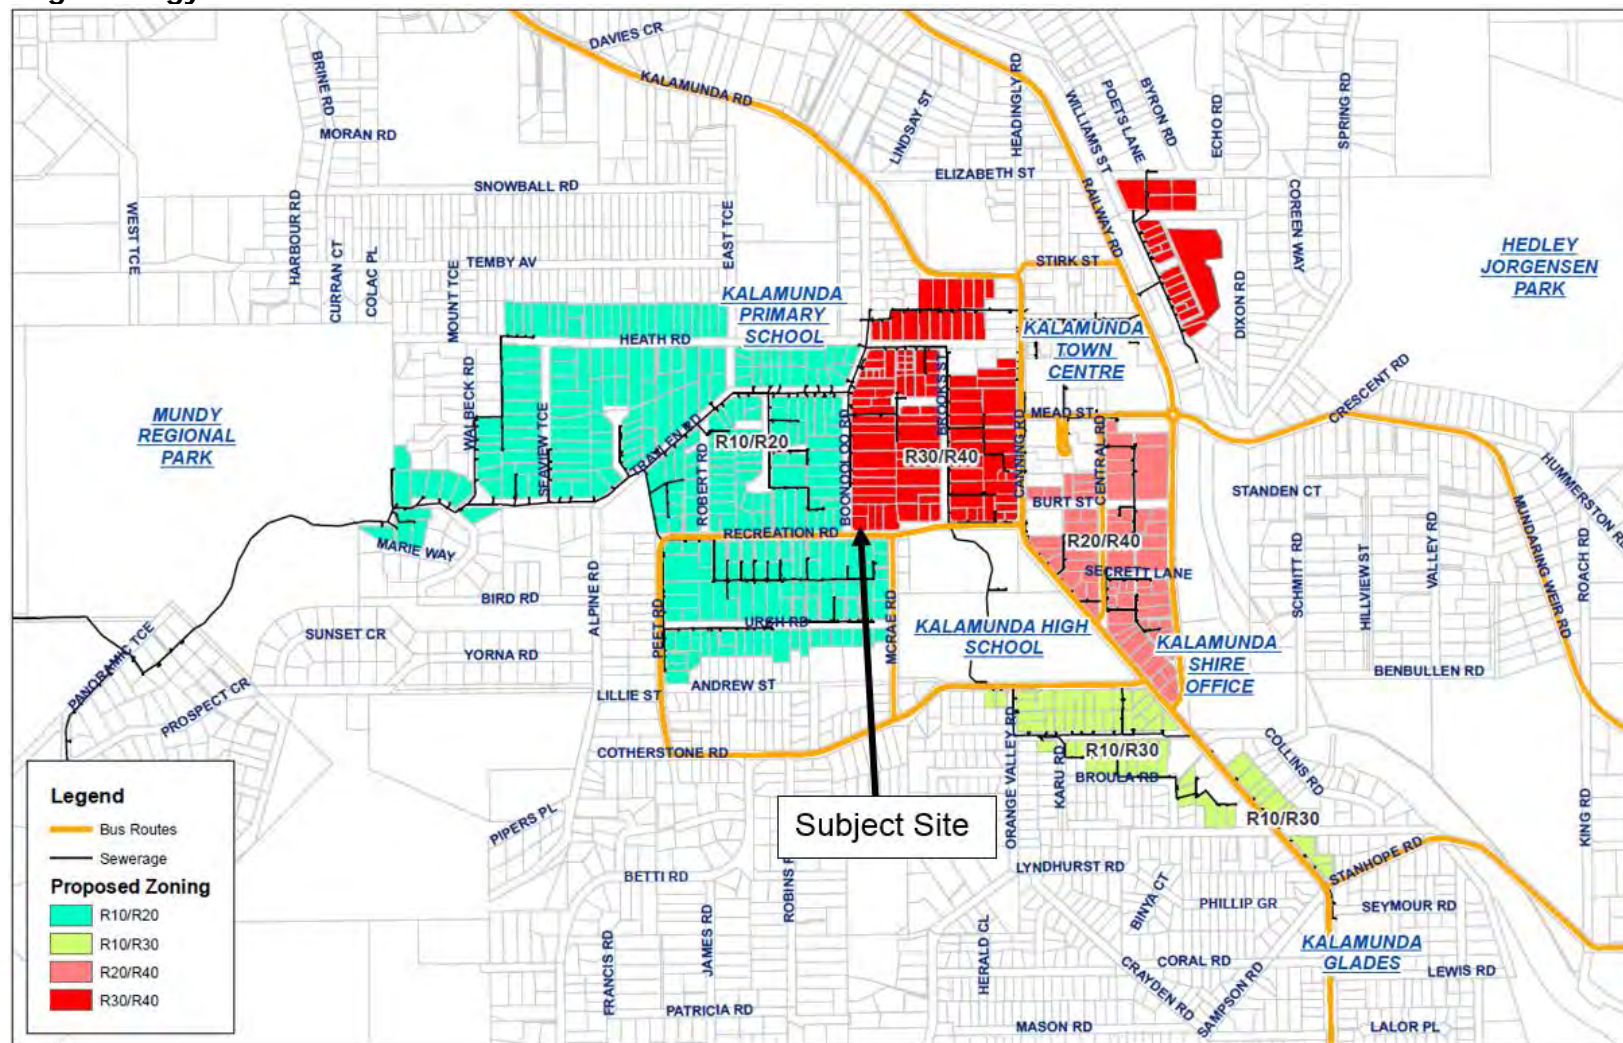 DAVIES CR
KALAMUNDA RD
BRINE RD
MORAN RD
LINDSAY ST
HEADINGLY RD
WILLIAMS ST
POETS LANE
BYRON RD
ECHO RD
SPRING RD
ELIZABETH ST
SNOWBALL RD
WEST TCE
HARBOUR RD
CURRAN CT
COLAC PL
MOUNT TCE
TEMBY AV
EAST TCE
RAILWAY RD
COREEN WAY
STIRK ST
DIXON RD
HEDLEY
JORGENSEN
PARK
KALAMUNDA
PRIMARY
SCHOOL
HEATH RD
KALAMUNDA
TOWN
CENTRE
CRESCENT RD
MUNDY
REGIONAL
PARK
WALBECK RD
SEAVIEW TCE
TRAYLEN RD
ROBERT RD
R10/R20
BOONOOLOO RD
BROOKS ST
R30/R40
CANNING RD
MEAD ST
CENTRAL RD
BURT ST
STANDEN CT
HUMMERSTON RD
MUNDARING WEIR RD
ROACH RD
VALLEY RD
HILLVIEW ST
SCHMITT RD
RECREATION RD
R20/R40
SECRETT LANE
MARIE WAY
ALPINE RD
BIRD RD
SUNSET CR
YORNA RD
PEET RD
URCH RD
MCRAE RD
KALAMUNDA HIGH
SCHOOL
KALAMUNDA
SHIRE
OFFICE
BENBULLEN RD
PANORAMIC TCE
PROSPECT CR
LILLIE ST
ANDREW ST
COTHERSTONE RD
ORANGE VALLEY RD
KARU RD
R10/R30
BROULA RD
COLLINS RD
R10/R30
KING RD
STANHOPE RD
Subject Site
PIPERS PL
BETTI RD
ROBINS R
LYNDHURST RD
BINYA CT
PHILLIP GR
SEYMOUR RD
FRANCIS RD
JAMES RD
PATRICIA RD
HERALD CL
CRAYDEN RD
CORAL RD
SAMPSON RD
KALAMUNDA
GLADES
LEWIS RD
MASON RD
LALOR PL
Legend
Bus Routes
Sewerage
Proposed Zoning
R10/R20
R10/R30
R20/R40
R30/R40